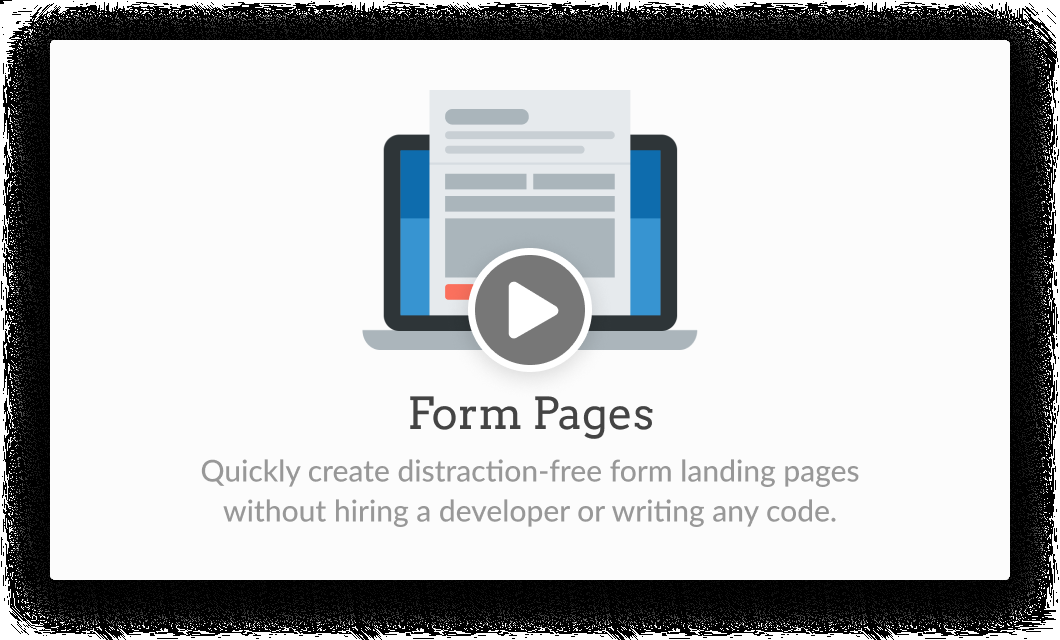 Form Pages
Quickly create distraction-free form landing pages
without hiring a developer or writing any code.